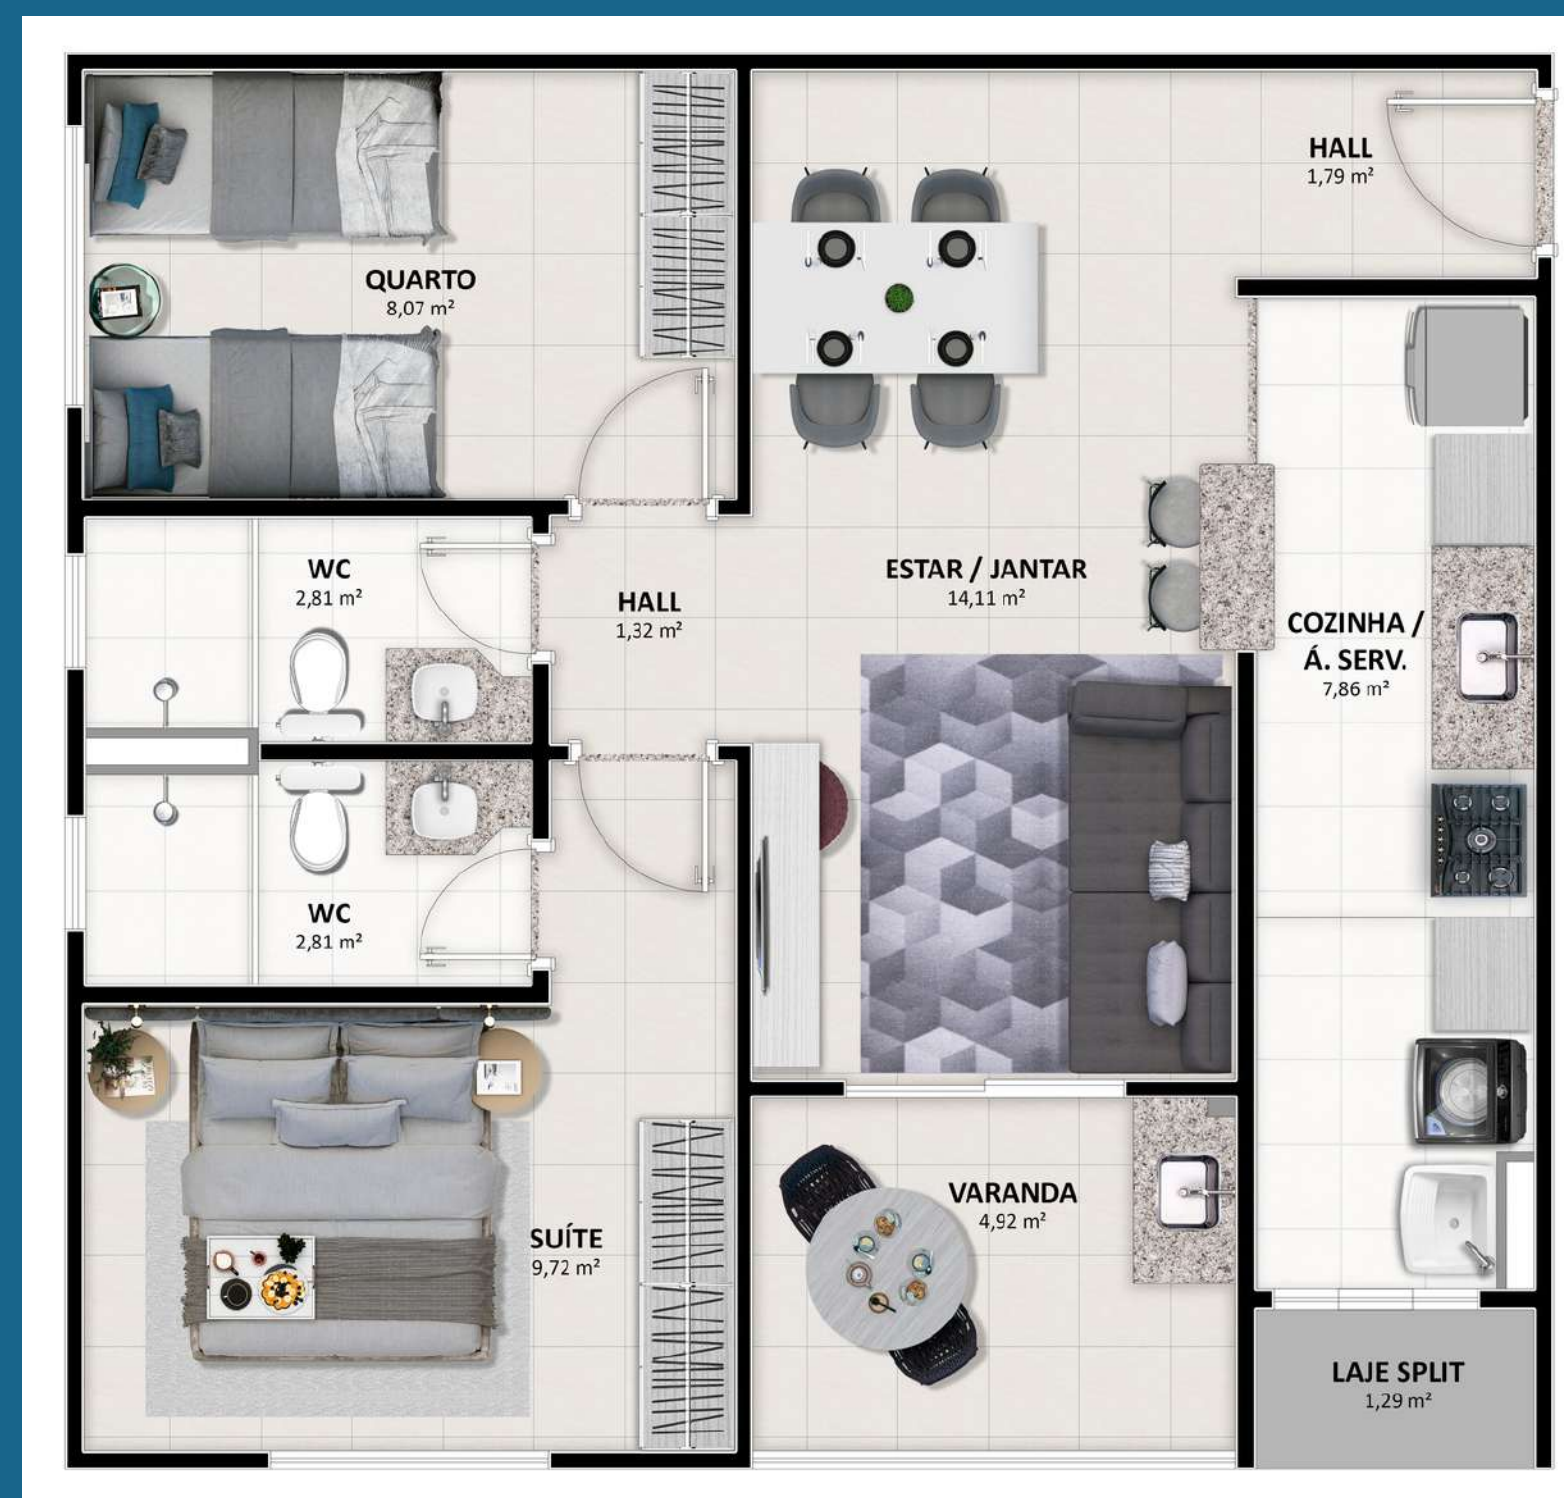 HALL
1,79 m²
QUARTO
8,07 m²
WC
2,81 m²
HALL
1,32 m²
ESTAR / JANTAR
14,11 m²
COZINHA /
Á. SERV.
7,86 m²
WC
2,81 m²
SUÍTE
9,72 m²
VARANDA
4,92 m²
LAJE SPLIT
1,29 m²